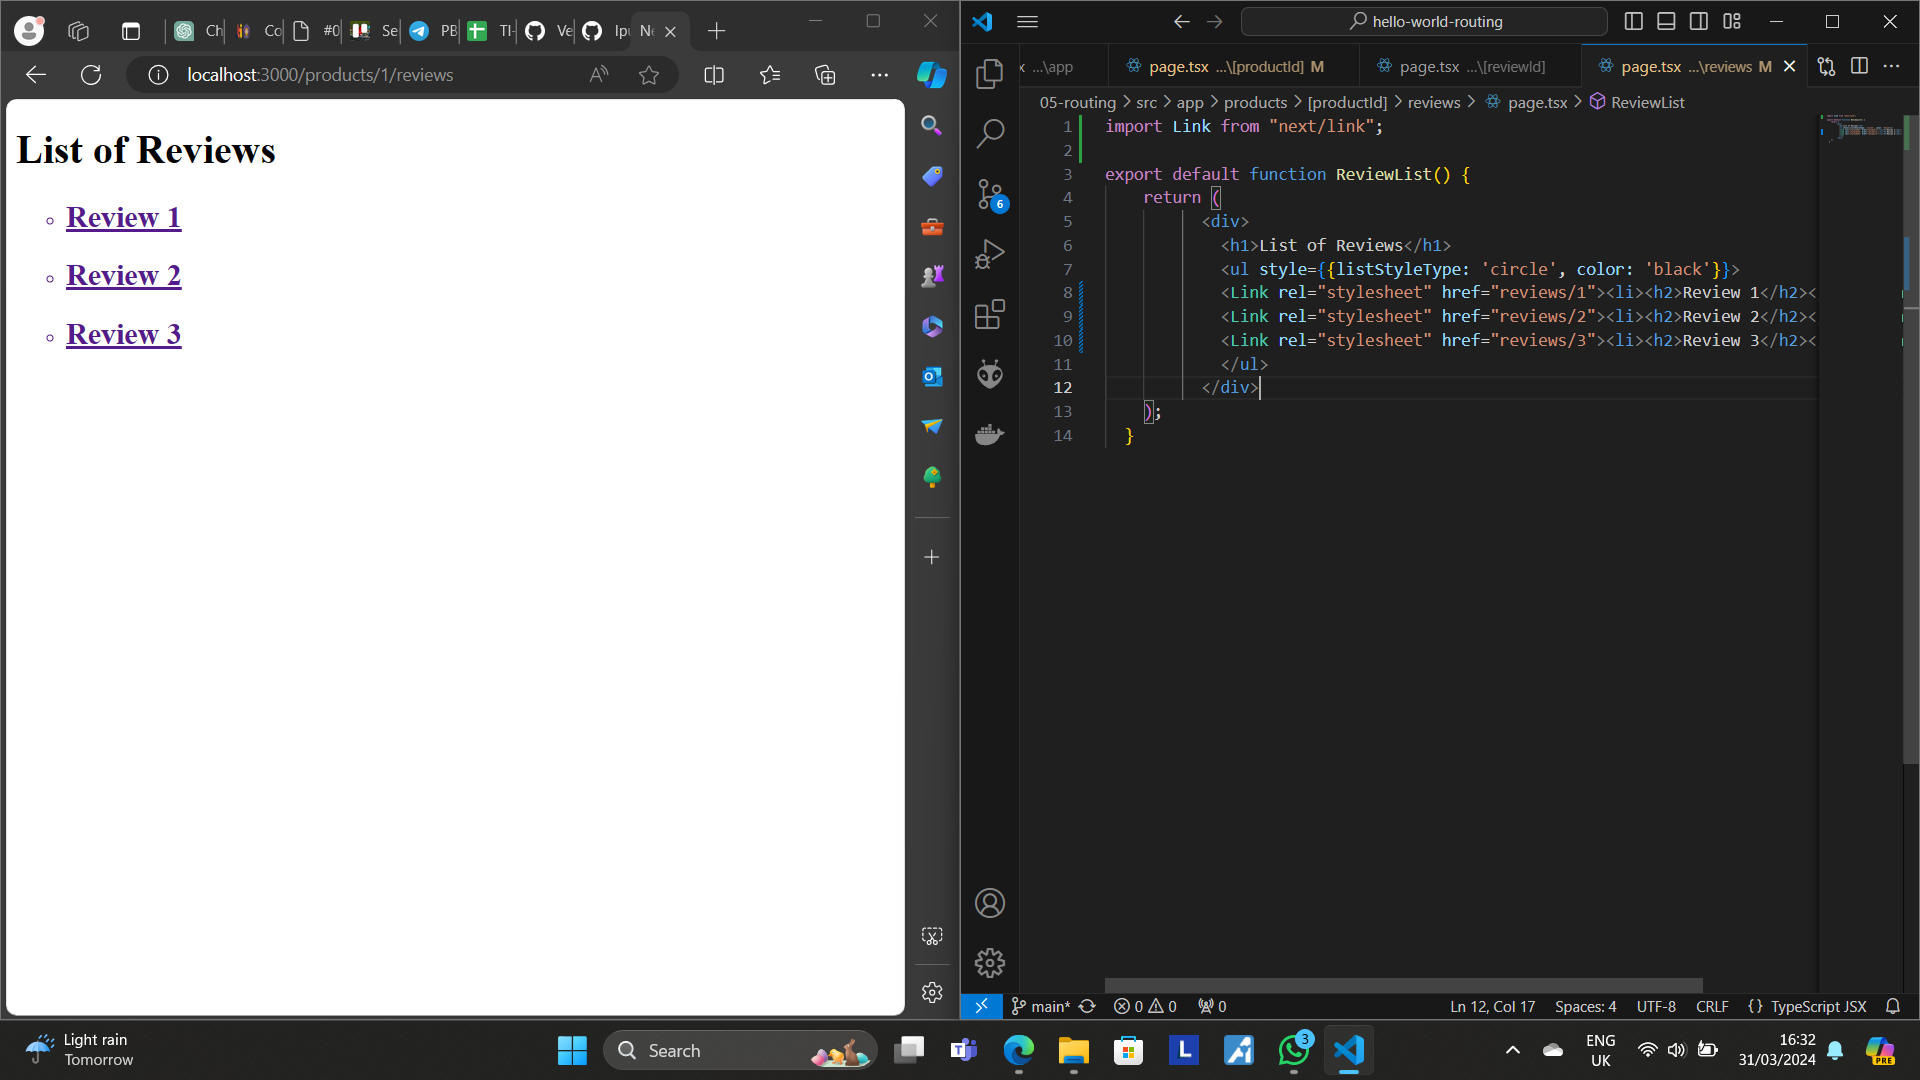 Ch
Co
#0
Se
PB
TI-
Ve
Ipu
Ne
localhost:3000/products/1/reviews
List of Reviews
Review 1
Review 2
Review 3
hello-world-routing
x ...\app
page.tsx ...\[productId] M
page.tsx ...\[reviewId]
page.tsx ...\reviews M
05-routing > src > app > products > [productId] > reviews > page.tsx > ReviewList
1 import Link from "next/link";
2
3 export default function ReviewList() {
4 return (
5 <div>
6 <h1>List of Reviews</h1>
7 <ul style={{listStyleType: 'circle', color: 'black'}}>
8 <Link rel="stylesheet" href="reviews/1"><li><h2>Review 1</h2><
9 <Link rel="stylesheet" href="reviews/2"><li><h2>Review 2</h2><
10 <Link rel="stylesheet" href="reviews/3"><li><h2>Review 3</h2><
11 </ul>
12 </div>
13 );
14 }
6
main* 0 0 0
Ln 12, Col 17 Spaces: 4 UTF-8 CRLF {} TypeScript JSX
Light rain
Tomorrow
Search
L
3
ENG
UK
16:32
31/03/2024
PRE